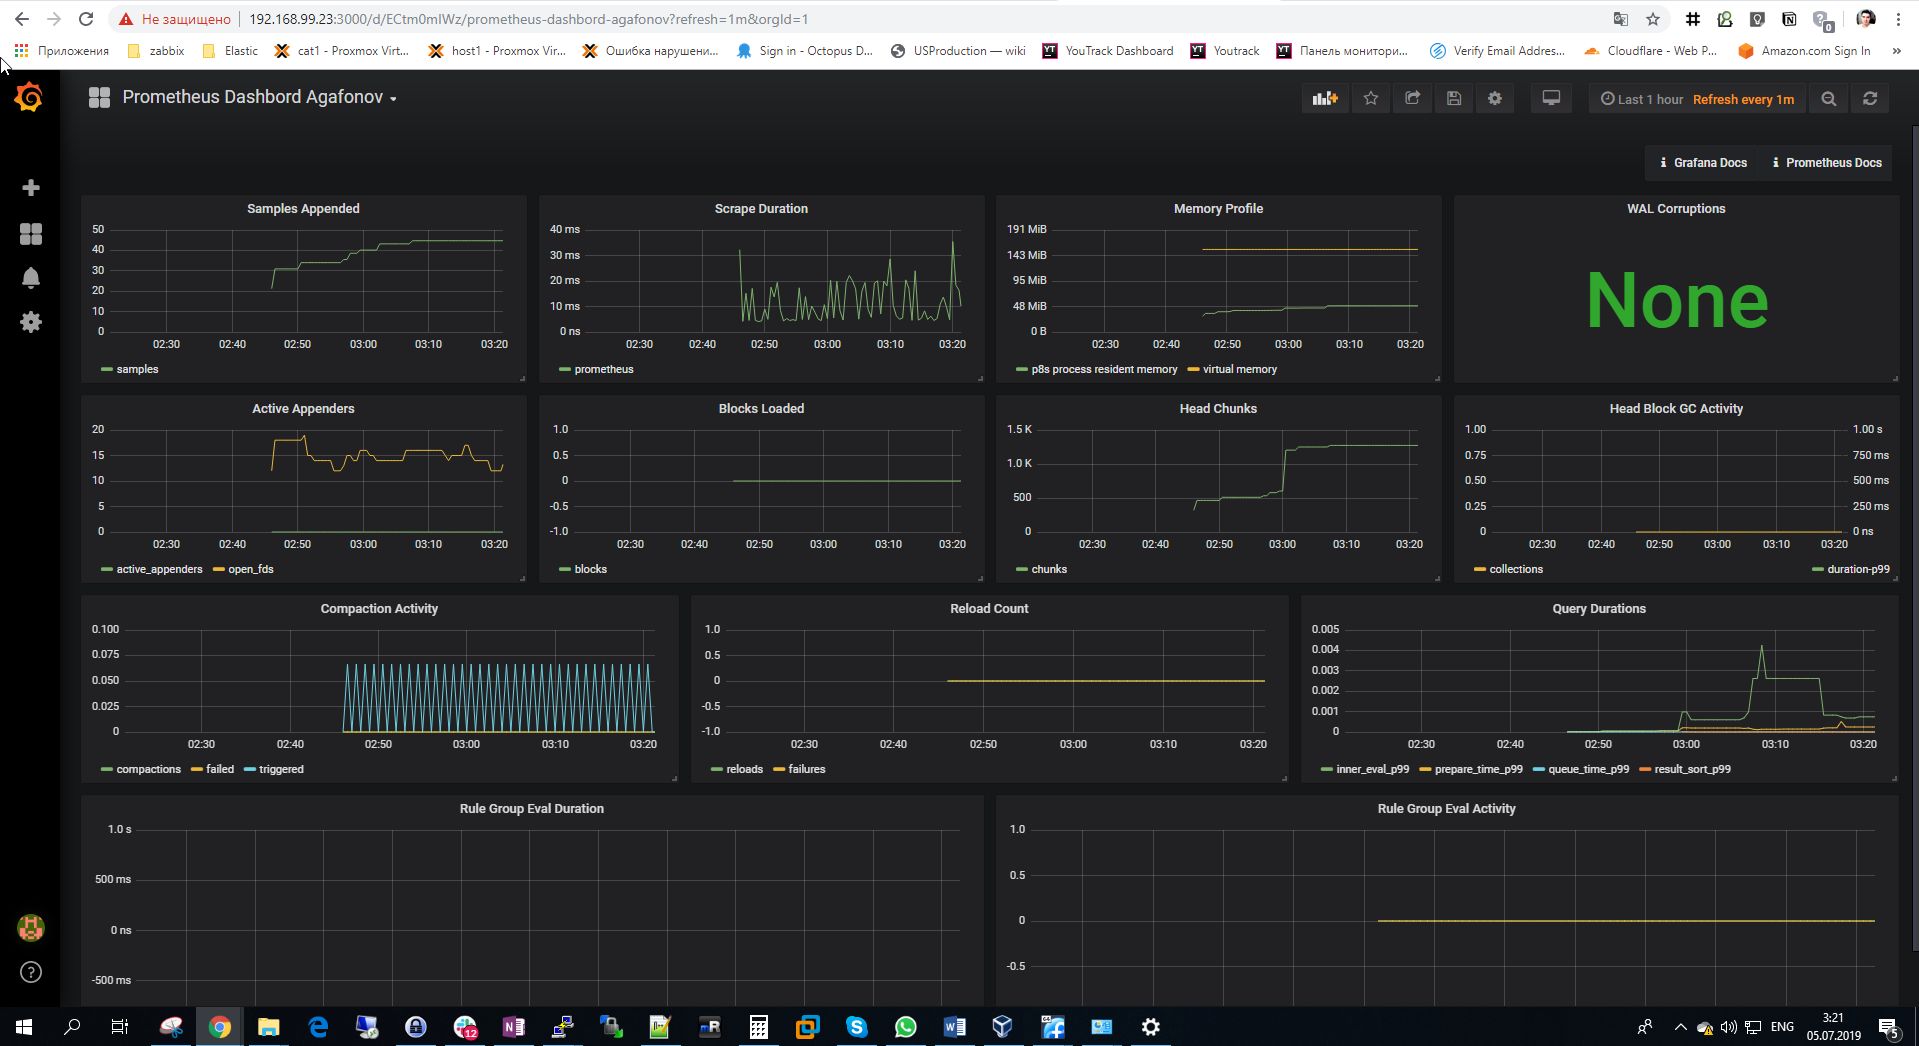 Не защищено 192.168.99.23:3000/d/ECtm0mIWz/prometheus-dashbord-agafonov?refresh=1m&orgId=1
Приложения zabbix Elastic cat1 - Proxmox Virt... host1 - Proxmox Vir... Ошибка нарушени... Sign in - Octopus D... USProduction — wiki YouTrack Dashboard Youtrack Панель монитори... Verify Email Addres... Cloudflare - Web P... Amazon.com Sign In »
Prometheus Dashbord Agafonov
Last 1 hour Refresh every 1m
Grafana Docs Prometheus Docs
Samples Appended
50
40
30
20
10
0
02:30 02:40 02:50 03:00 03:10 03:20
samples
Scrape Duration
40 ms
30 ms
20 ms
10 ms
0 ns
02:30 02:40 02:50 03:00 03:10 03:20
prometheus
Memory Profile
191 MiB
143 MiB
95 MiB
48 MiB
0 B
02:30 02:40 02:50 03:00 03:10 03:20
p8s process resident memory virtual memory
WAL Corruptions
None
Active Appenders
20
15
10
5
0
02:30 02:40 02:50 03:00 03:10 03:20
active_appenders open_fds
Blocks Loaded
1.0
0.5
0
-0.5
-1.0
02:30 02:40 02:50 03:00 03:10 03:20
blocks
Head Chunks
1.5 K
1.0 K
500
0
02:30 02:40 02:50 03:00 03:10 03:20
chunks
Head Block GC Activity
1.00 1.00 s
0.75 750 ms
0.50 500 ms
0.25 250 ms
0 0 ns
02:30 02:40 02:50 03:00 03:10 03:20
collections duration-p99
Compaction Activity
0.100
0.075
0.050
0.025
0
02:30 02:40 02:50 03:00 03:10 03:20
compactions failed triggered
Reload Count
1.0
0.5
0
-0.5
-1.0
02:30 02:40 02:50 03:00 03:10 03:20
reloads failures
Query Durations
0.005
0.004
0.003
0.002
0.001
0
02:30 02:40 02:50 03:00 03:10 03:20
inner_eval_p99 prepare_time_p99 queue_time_p99 result_sort_p99
Rule Group Eval Duration
1.0 s
500 ms
0 ns
-500 ms
Rule Group Eval Activity
1.0
0.5
0
-0.5
12
mR
ENG
3:21
05.07.2019
5